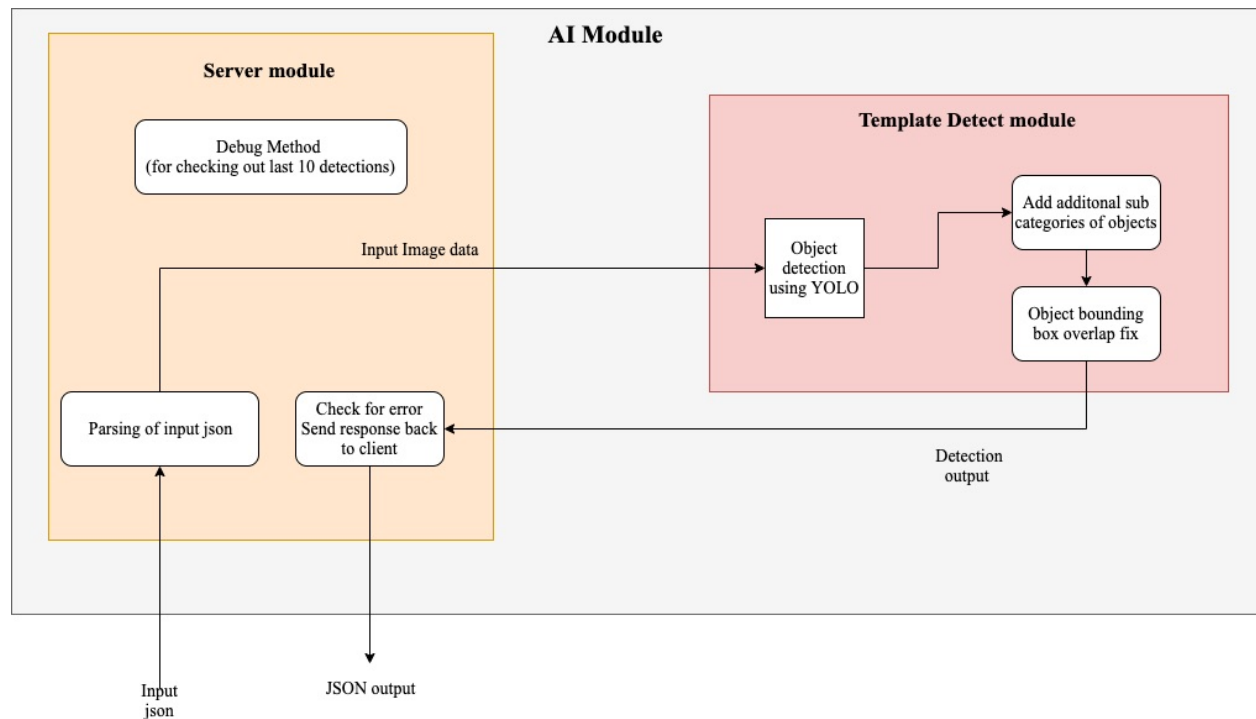 AI Module
Server module
Debug Method
(for checking out last 10 detections)
Input Image data
Parsing of input json
Check for error
Send response back
to client
Template Detect module
Object
detection
using YOLO
Add additonal sub
categories of objects
Object bounding
box overlap fix
Detection
output
Input
json
JSON output